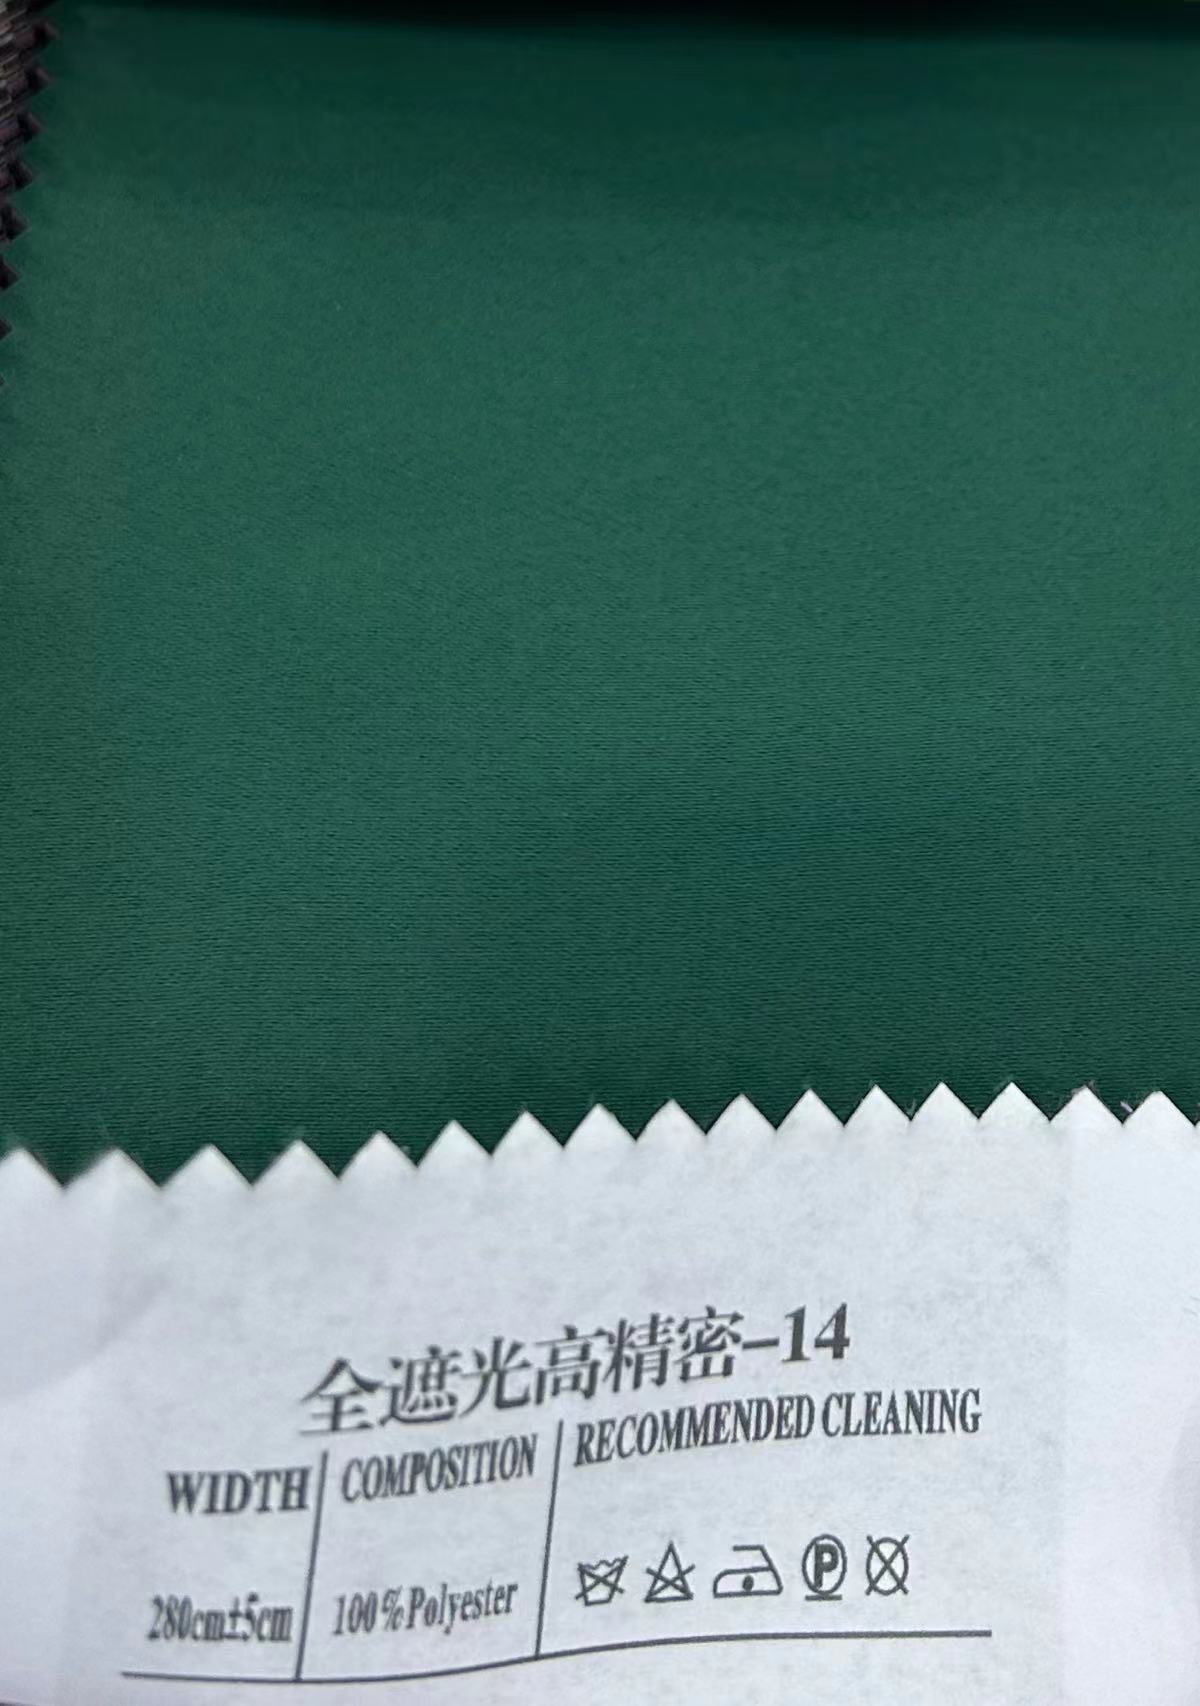 全遮光高精密-14
WIDTH COMPOSITION RECOMMENDED CLEANING
280cm±5cm 100%Polyester P